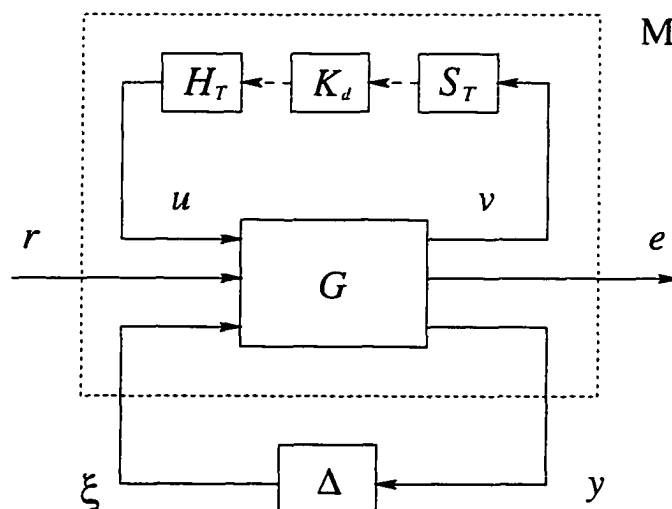 M
H_T K_d S_T
u v
r e
G
ξ Δ y